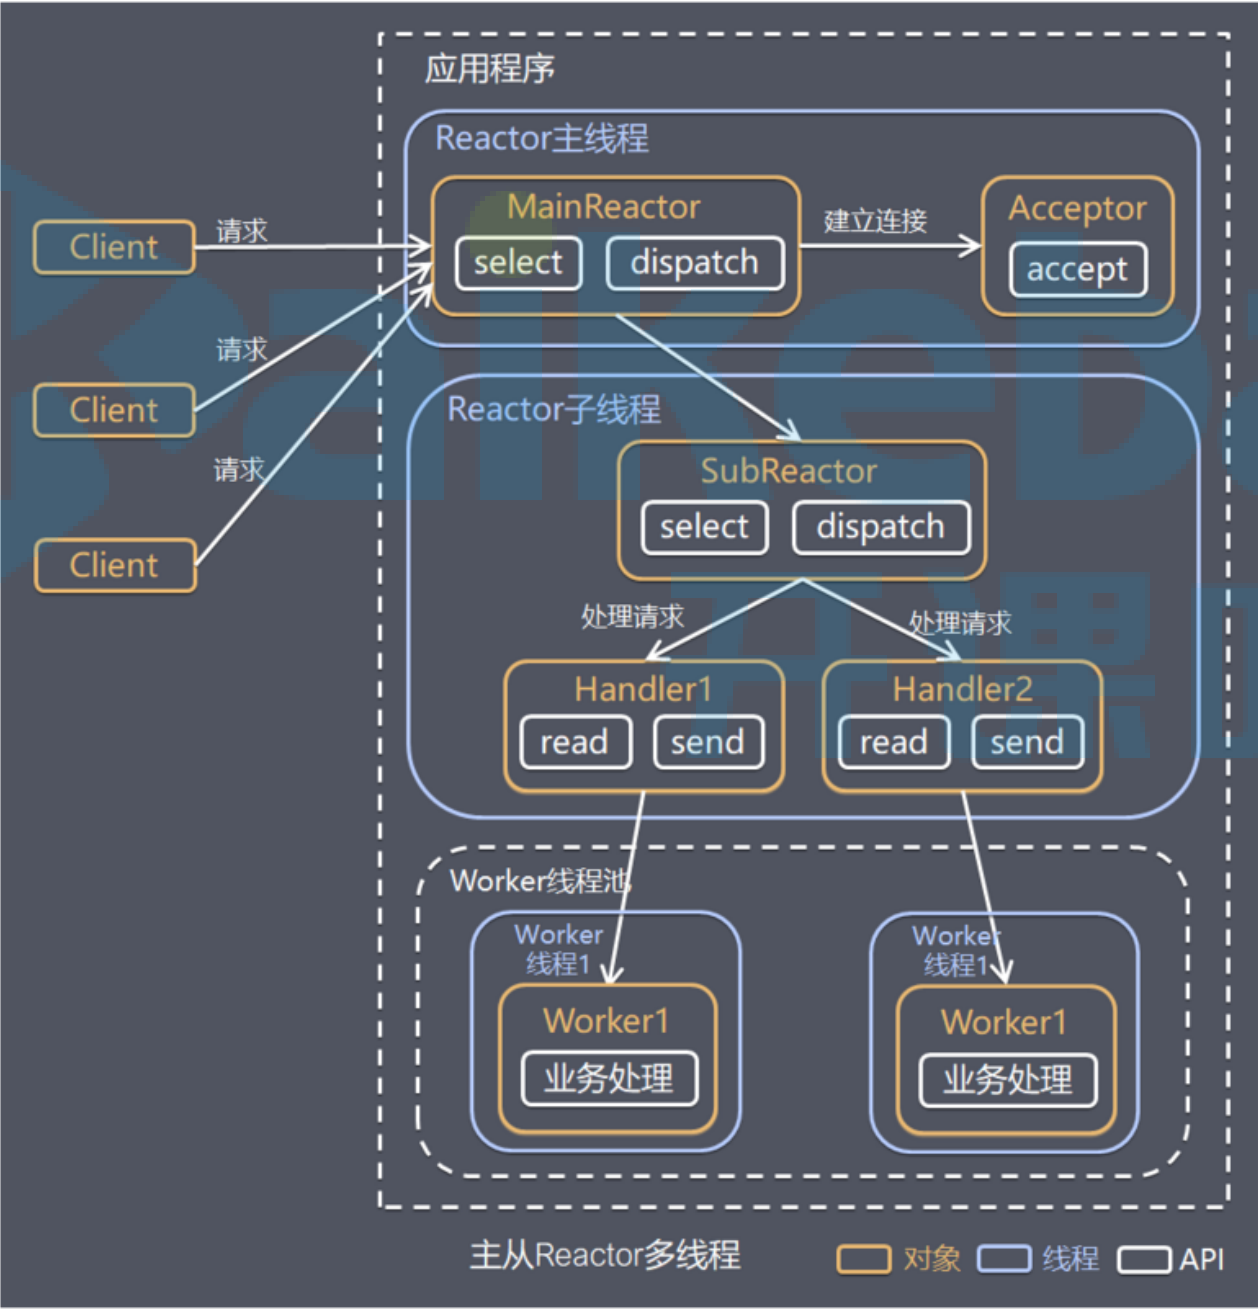 应用程序
Reactor主线程
MainReactor
select
dispatch
建立连接
Acceptor
accept
Client
请求
Client
请求
Client
请求
Reactor子线程
SubReactor
select
dispatch
处理请求
处理请求
Handler1
read
send
Handler2
read
send
Worker线程池
Worker
线程1
Worker1
业务处理
Worker
线程1
Worker1
业务处理
主从Reactor多线程
对象
线程
API